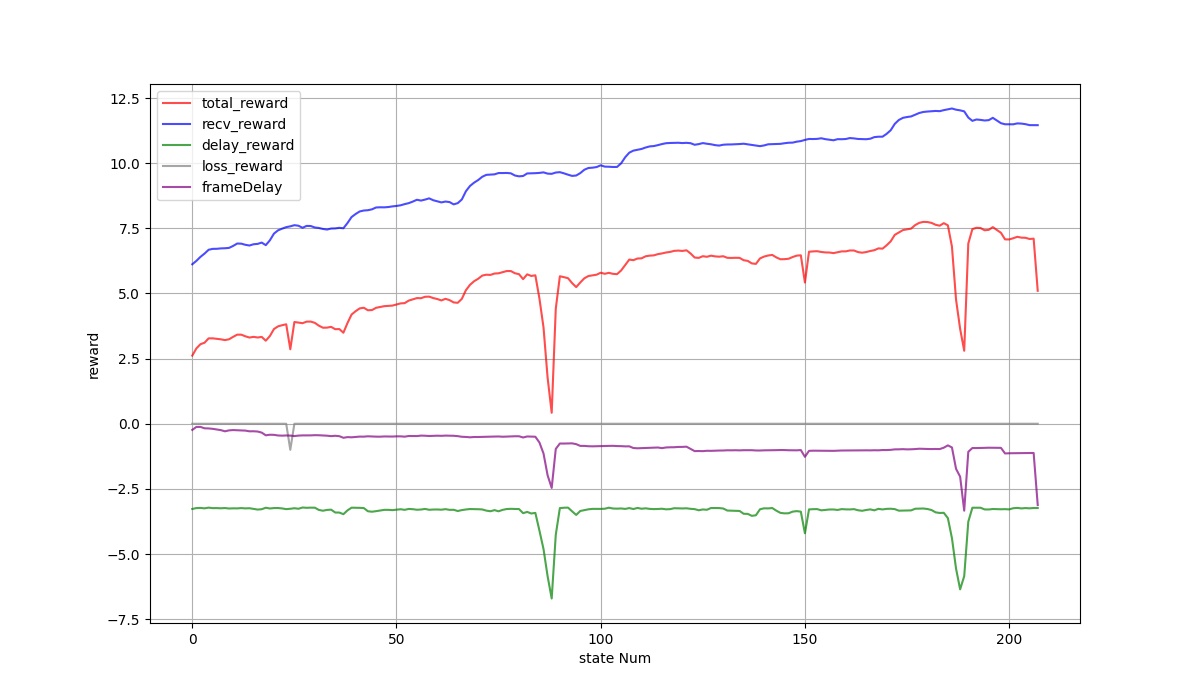 12.5
10.0
7.5
5.0
2.5
0.0
−2.5
−5.0
−7.5
reward
total_reward
recv_reward
delay_reward
loss_reward
frameDelay
0 50 100 150 200
state Num